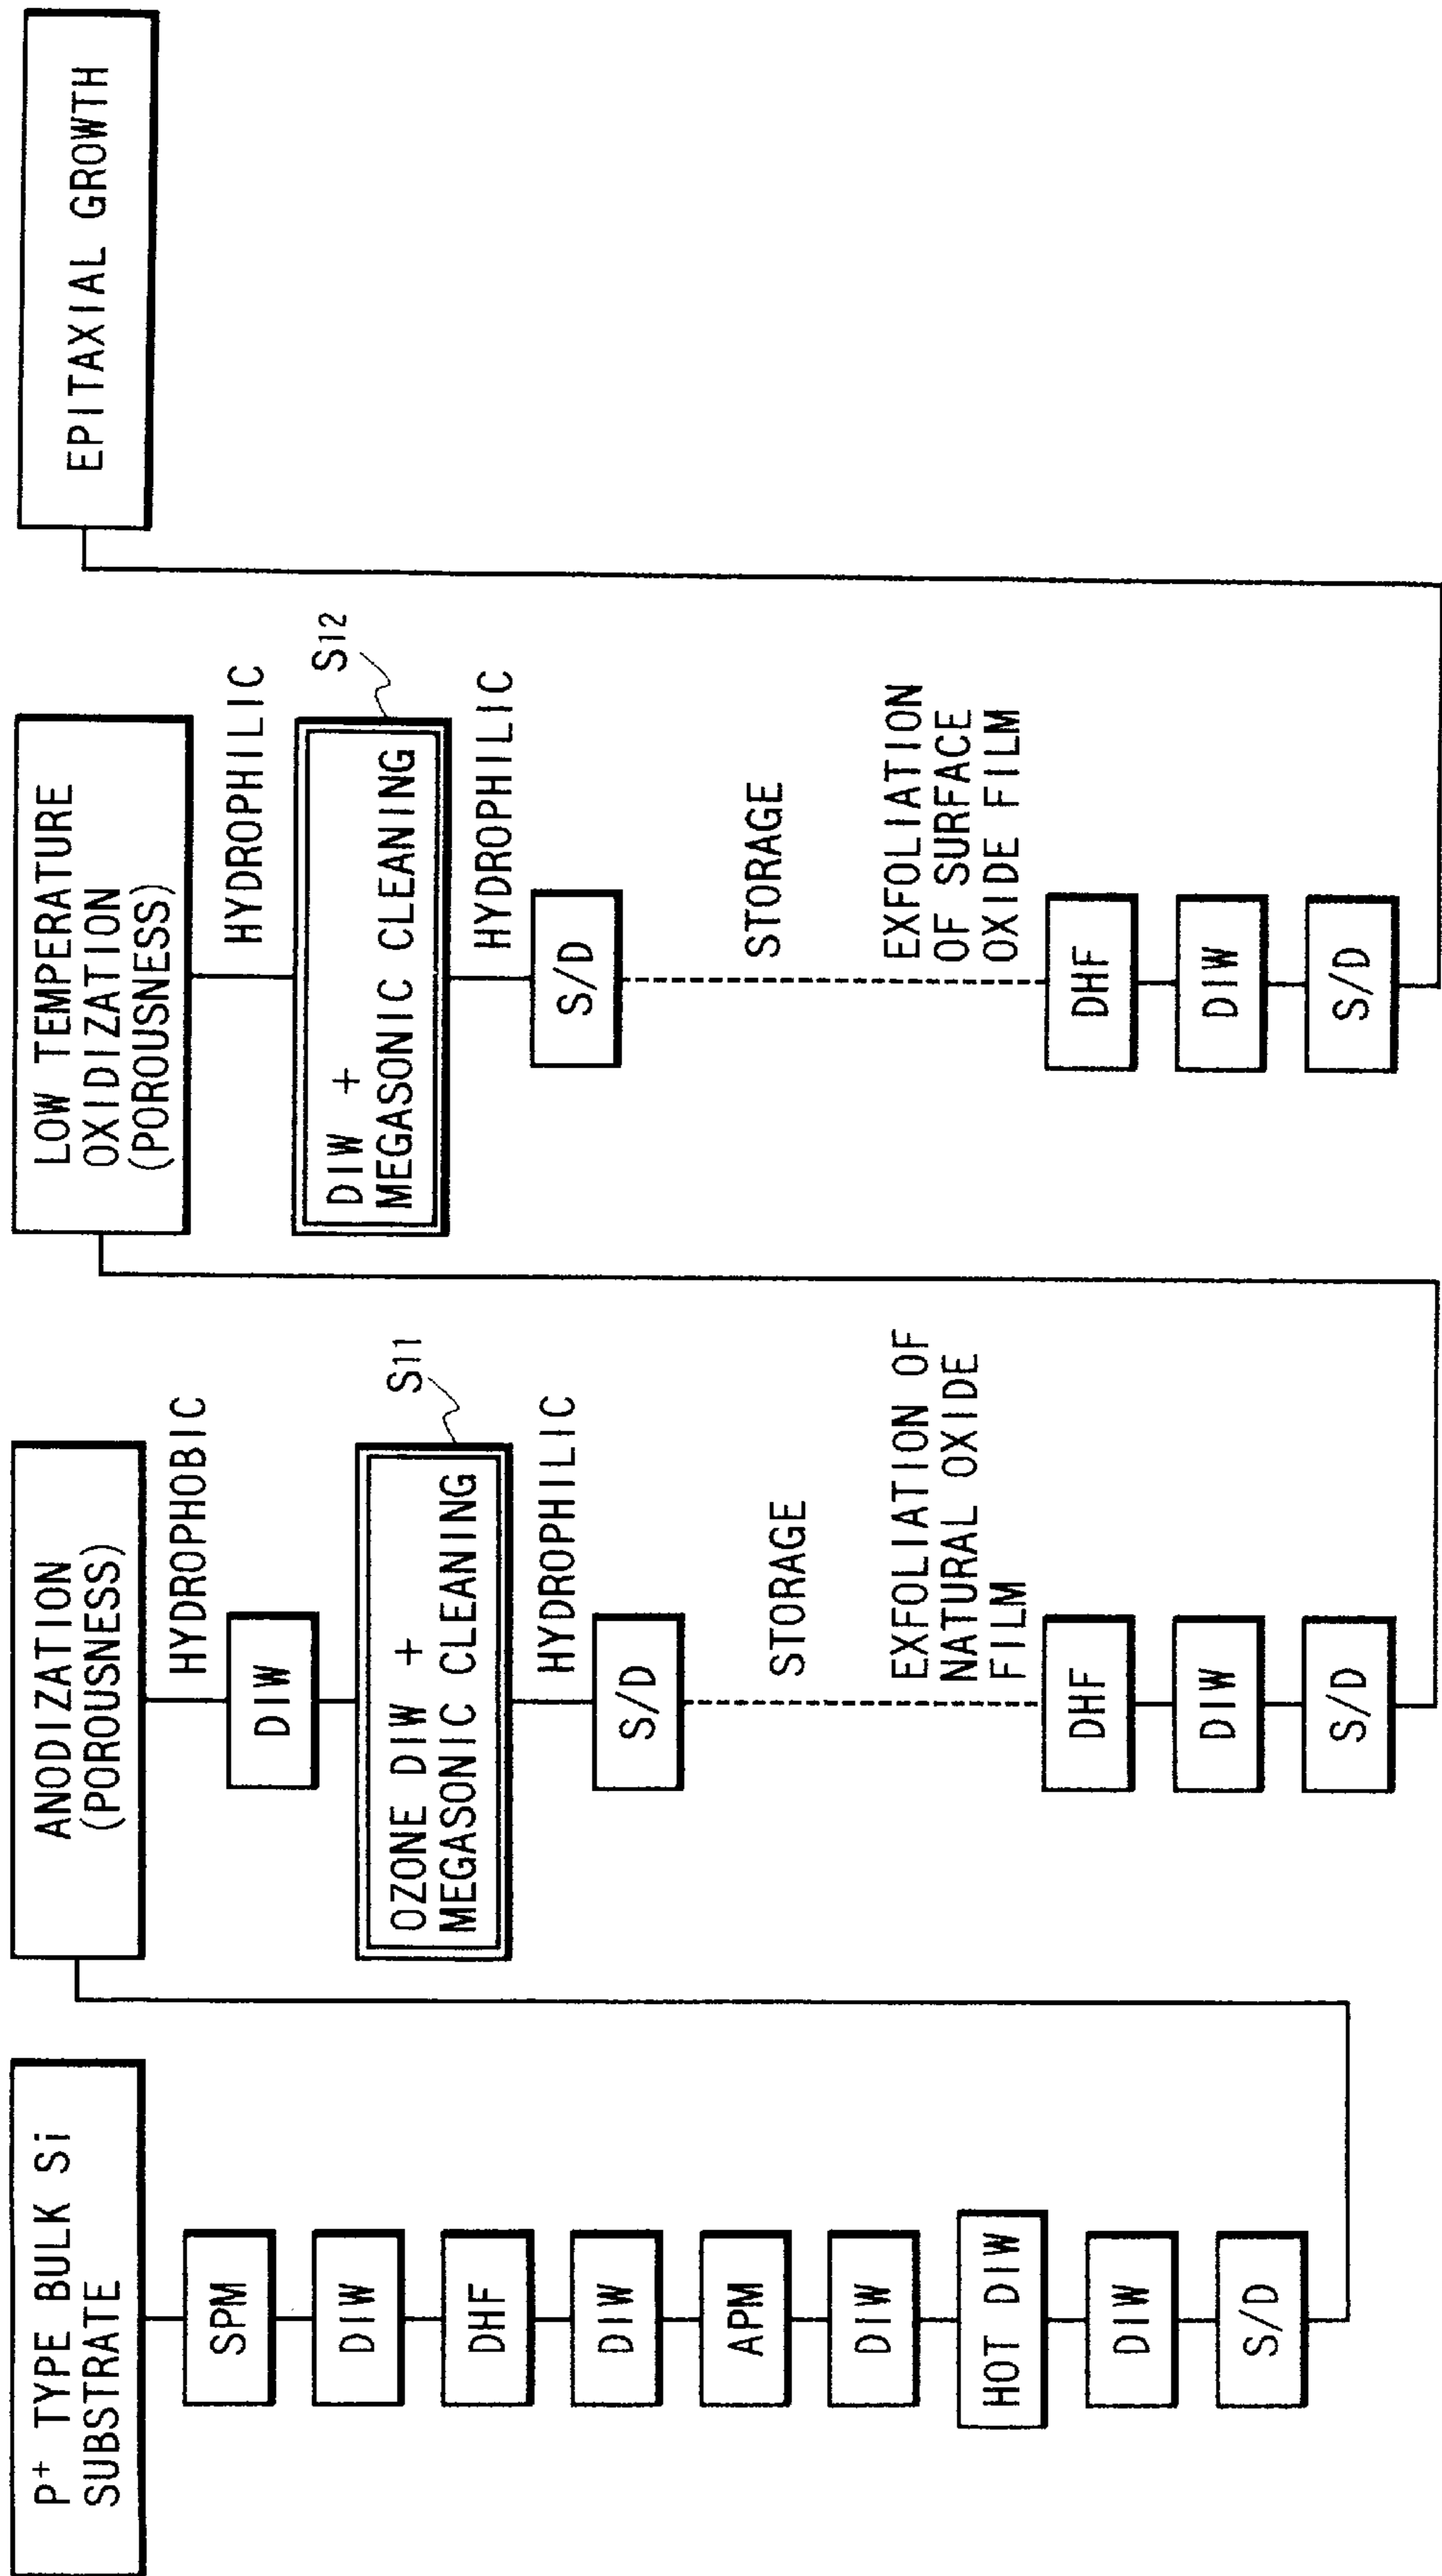 P+ TYPE BULK Si
SUBSTRATE
SPM
DIW
DHF
DIW
APM
DIW
HOT DIW
DIW
S/D
ANODIZATION
(POROUSNESS)
HYDROPHOBIC
DIW
S11
OZONE DIW +
MEGASONIC CLEANING
HYDROPHILIC
S/D
STORAGE
EXFOLIATION OF
NATURAL OXIDE
FILM
DHF
DIW
S/D
LOW TEMPERATURE
OXIDIZATION
(POROUSNESS)
HYDROPHILIC
S12
DIW +
MEGASONIC CLEANING
HYDROPHILIC
S/D
STORAGE
EXFOLIATION
OF SURFACE
OXIDE FILM
DHF
DIW
S/D
EPITAXIAL GROWTH